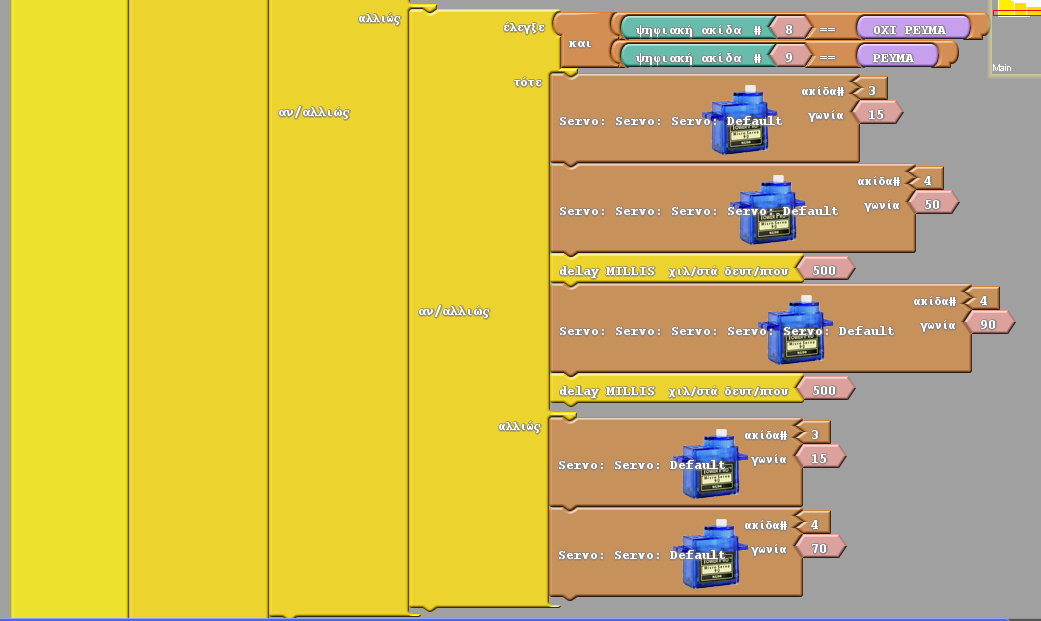 αλλιώς
έλεγξε
και
ψηφιακή ακίδα # 8 == ΟΧΙ ΡΕΥΜΑ
ψηφιακή ακίδα # 9 == ΡΕΥΜΑ
Main
τότε
αν/αλλιώς
Servo: Servo: Servo: Default
ακίδα# 3
γωνία 15
Servo: Servo: Servo: Servo: Default
ακίδα# 4
γωνία 50
delay MILLIS χιλ/στά δευτ/πτου 500
αν/αλλιώς
Servo: Servo: Servo: Servo: Servo: Default
ακίδα# 4
γωνία 90
delay MILLIS χιλ/στά δευτ/πτου 500
αλλιώς
Servo: Servo: Default
ακίδα# 3
γωνία 15
Servo: Servo: Default
ακίδα# 4
γωνία 70